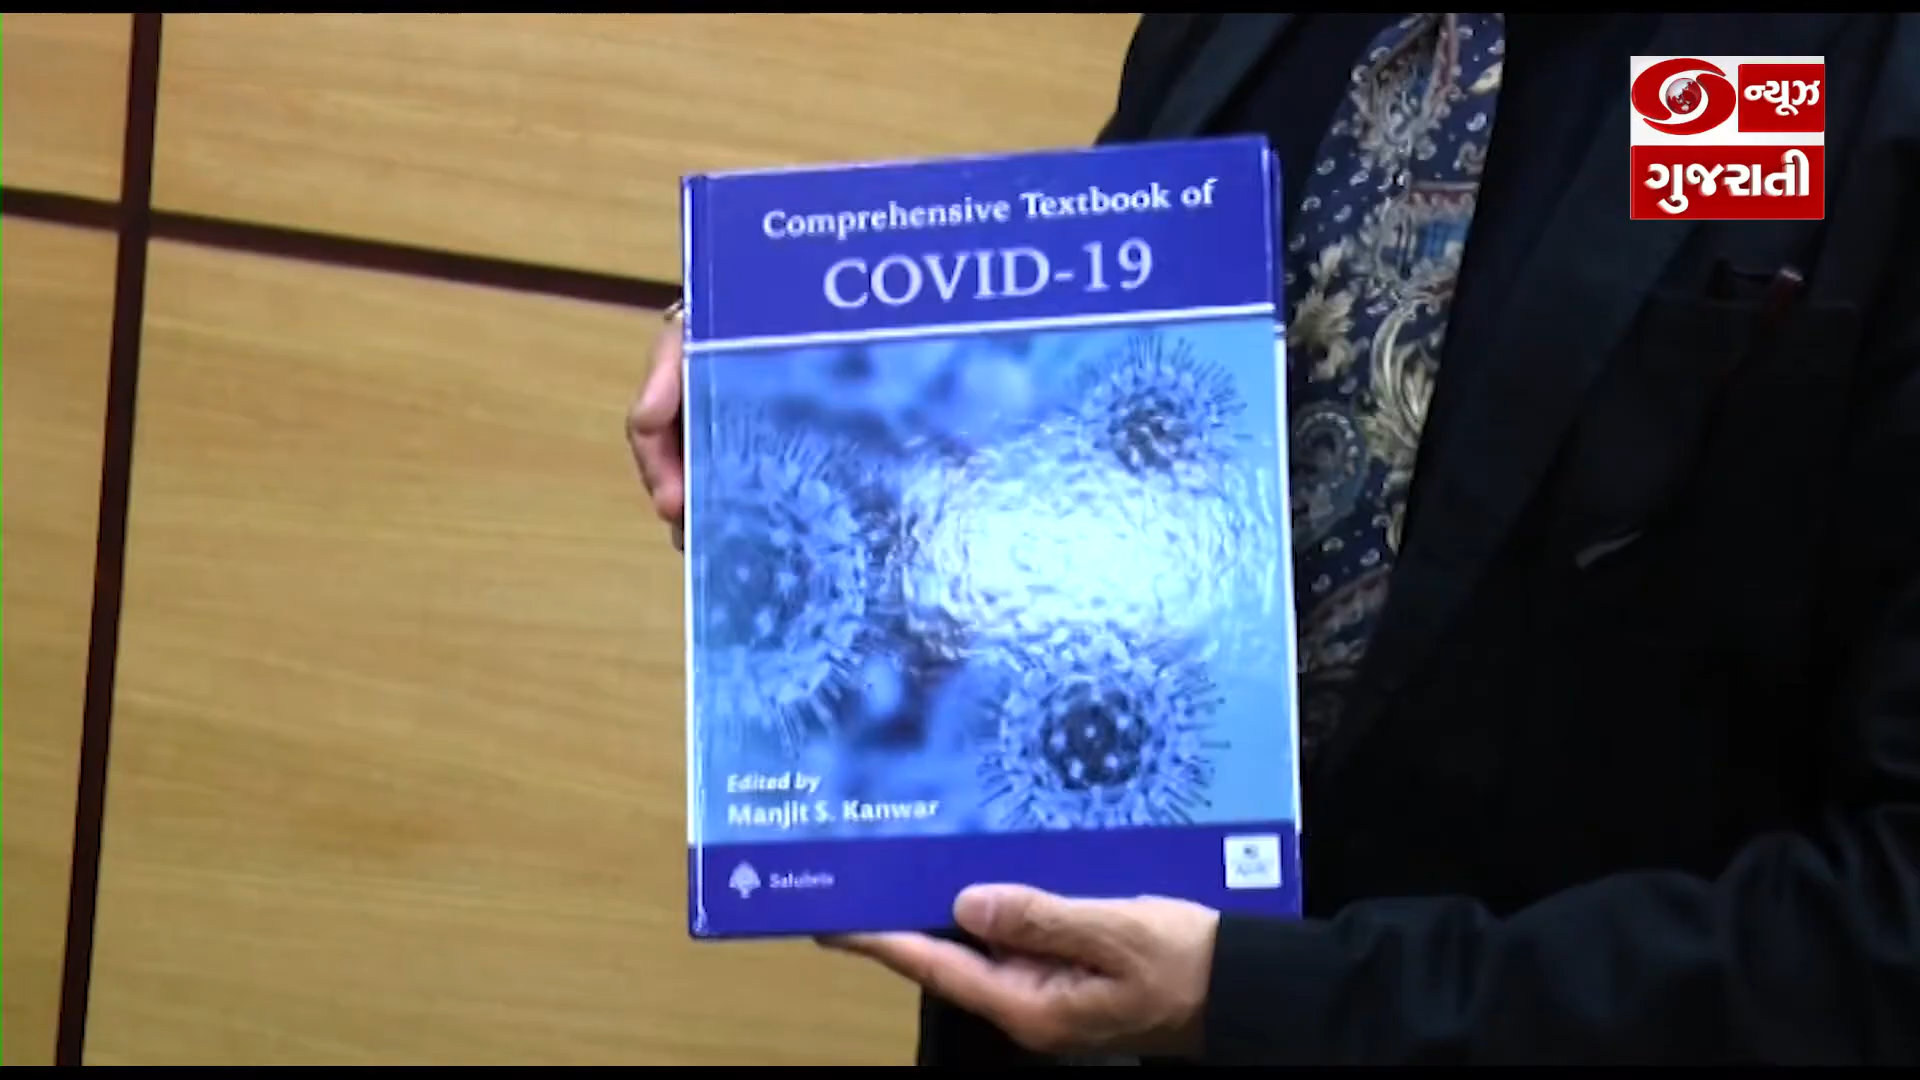 Comprehensive Textbook of
COVID-19
Edited by
Manjit S. Kanwar
Salubris
ન્યૂઝ
ગુજરાતી